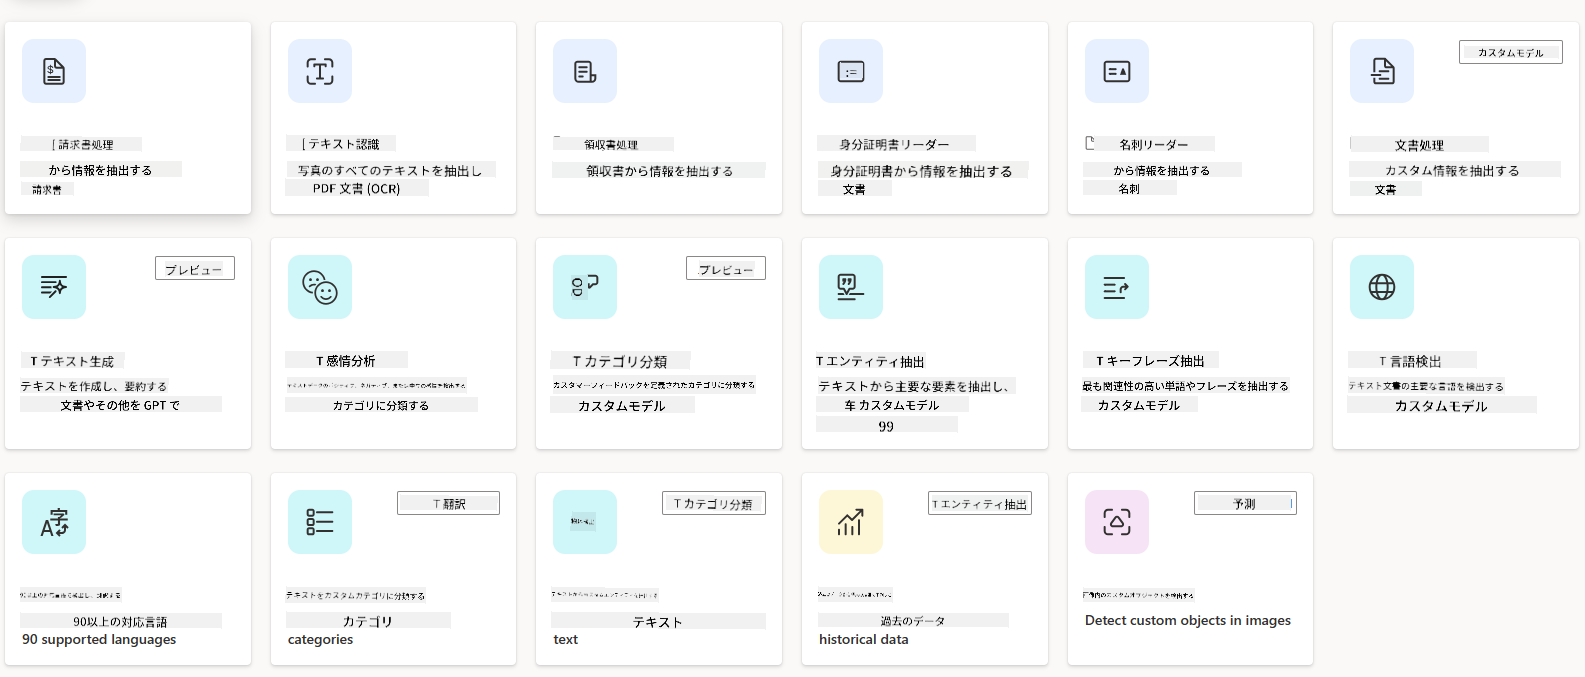 請求書処理
から情報を抽出する
請求書
テキスト認識
写真のすべてのテキストを抽出し
PDF 文書 (OCR)
領収書処理
領収書から情報を抽出する
身分証明書リーダー
身分証明書から情報を抽出する
文書
名刺リーダー
から情報を抽出する
名刺
カスタムモデル
文書処理
カスタム情報を抽出する
文書
プレビュー
T テキスト生成
テキストを作成し、要約する
文書やその他を GPT で
T 感情分析
カテゴリに分類する
プレビュー
T カテゴリ分類
カスタマーフィードバックを定義されたカテゴリに分類する
カスタムモデル
T エンティティ抽出
テキストから主要な要素を抽出し、
车 カスタムモデル
99
T キーフレーズ抽出
最も関連性の高い単語やフレーズを抽出する
カスタムモデル
T 言語検出
テキスト文書の主要な言語を検出する
カスタムモデル
90以上の対応言語
90 supported languages
T 翻訳
テキストをカスタムカテゴリに分類する
カテゴリ
categories
T カテゴリ分類
テキスト
text
T エンティティ抽出
過去のデータ
historical data
予測
画像内のカスタムオブジェクトを検出する
Detect custom objects in images